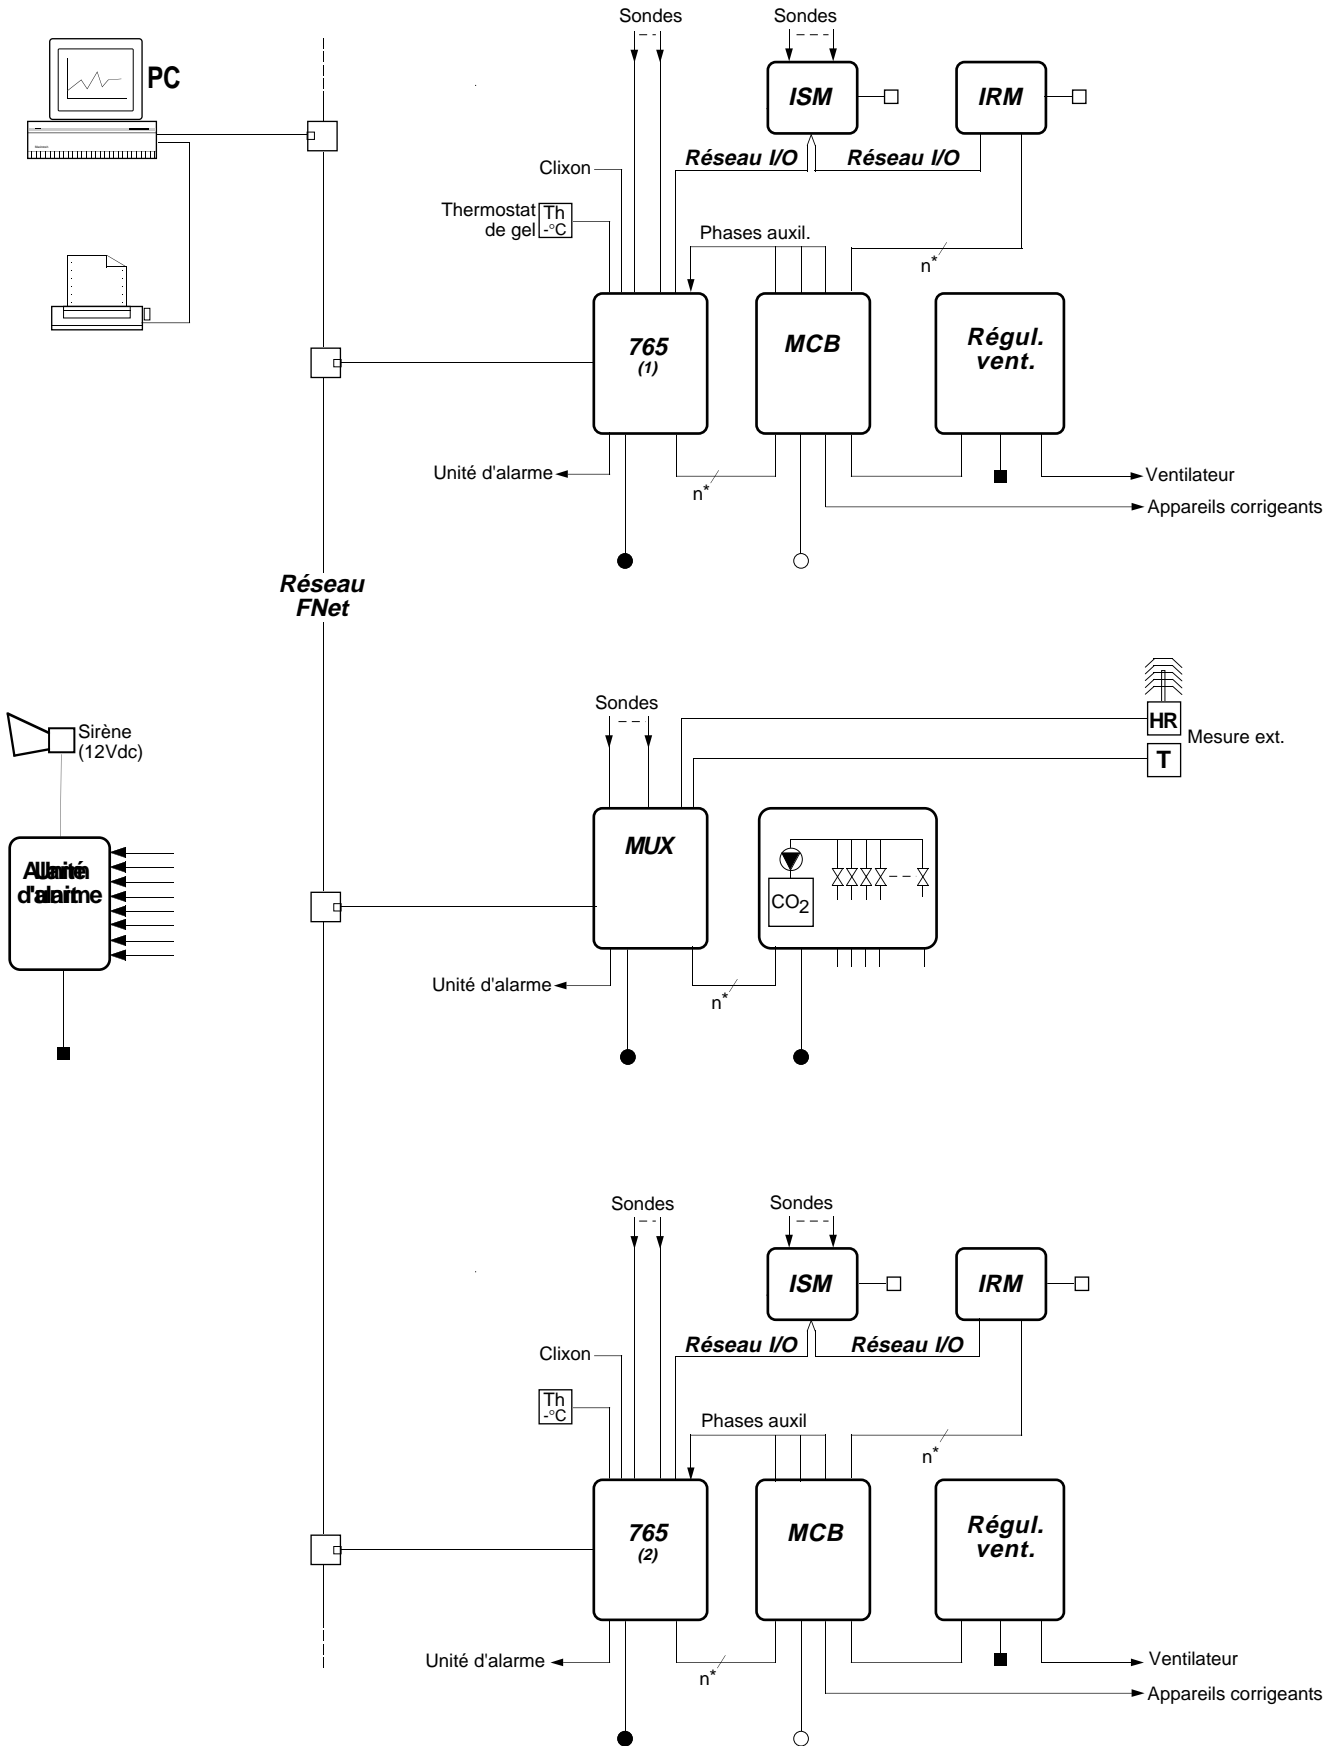 Sondes
Sondes
PC
ISM
IRM
Réseau I/O
Réseau I/O
Clixon
Thermostat
de gel
Th
-°C
Phases auxil.
n*
765
(1)
MCB
Régul.
vent.
Unité d'alarme
n*
Ventilateur
Appareils corrigeants
Réseau
FNet
Sondes
HR
T
Mesure ext.
Sirène
(12Vdc)
MUX
CO2
Unité
d'alarme
Unité d'alarme
n*
Sondes
Sondes
ISM
IRM
Réseau I/O
Réseau I/O
Clixon
Th
-°C
Phases auxil
n*
765
(2)
MCB
Régul.
vent.
Unité d'alarme
n*
Ventilateur
Appareils corrigeants